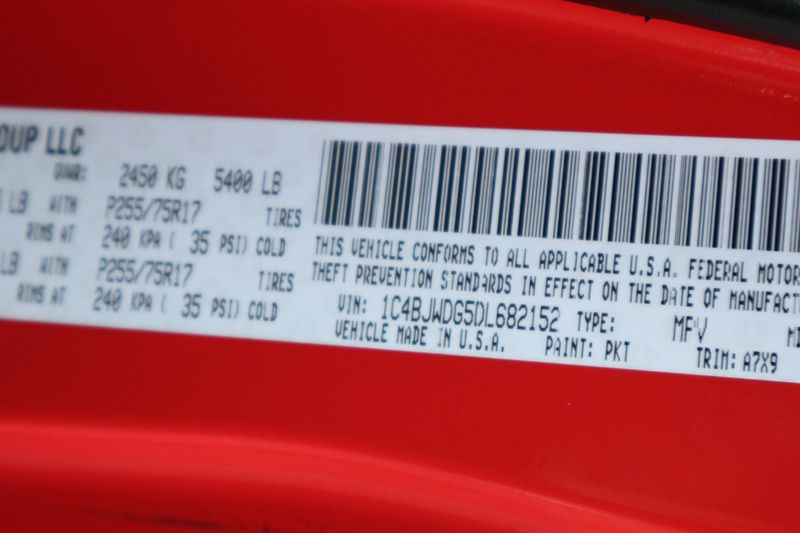 OUP LLC
GVWR: 2450 KG 5400 LB
LB WITH P255/75R17 TIRES
RIMS AT 240 KPA ( 35 PSI) COLD
LB WITH P255/75R17 TIRES
RIMS AT 240 KPA ( 35 PSI) COLD
THIS VEHICLE CONFORMS TO ALL APPLICABLE U.S.A. FEDERAL MOTOR
THEFT PREVENTION STANDARDS IN EFFECT ON THE DATE OF MANUFACT
VIN: 1C4BJWDG5DL682152 TYPE: MPV
VEHICLE MADE IN U.S.A. PAINT: PKT TRIM: A7X9